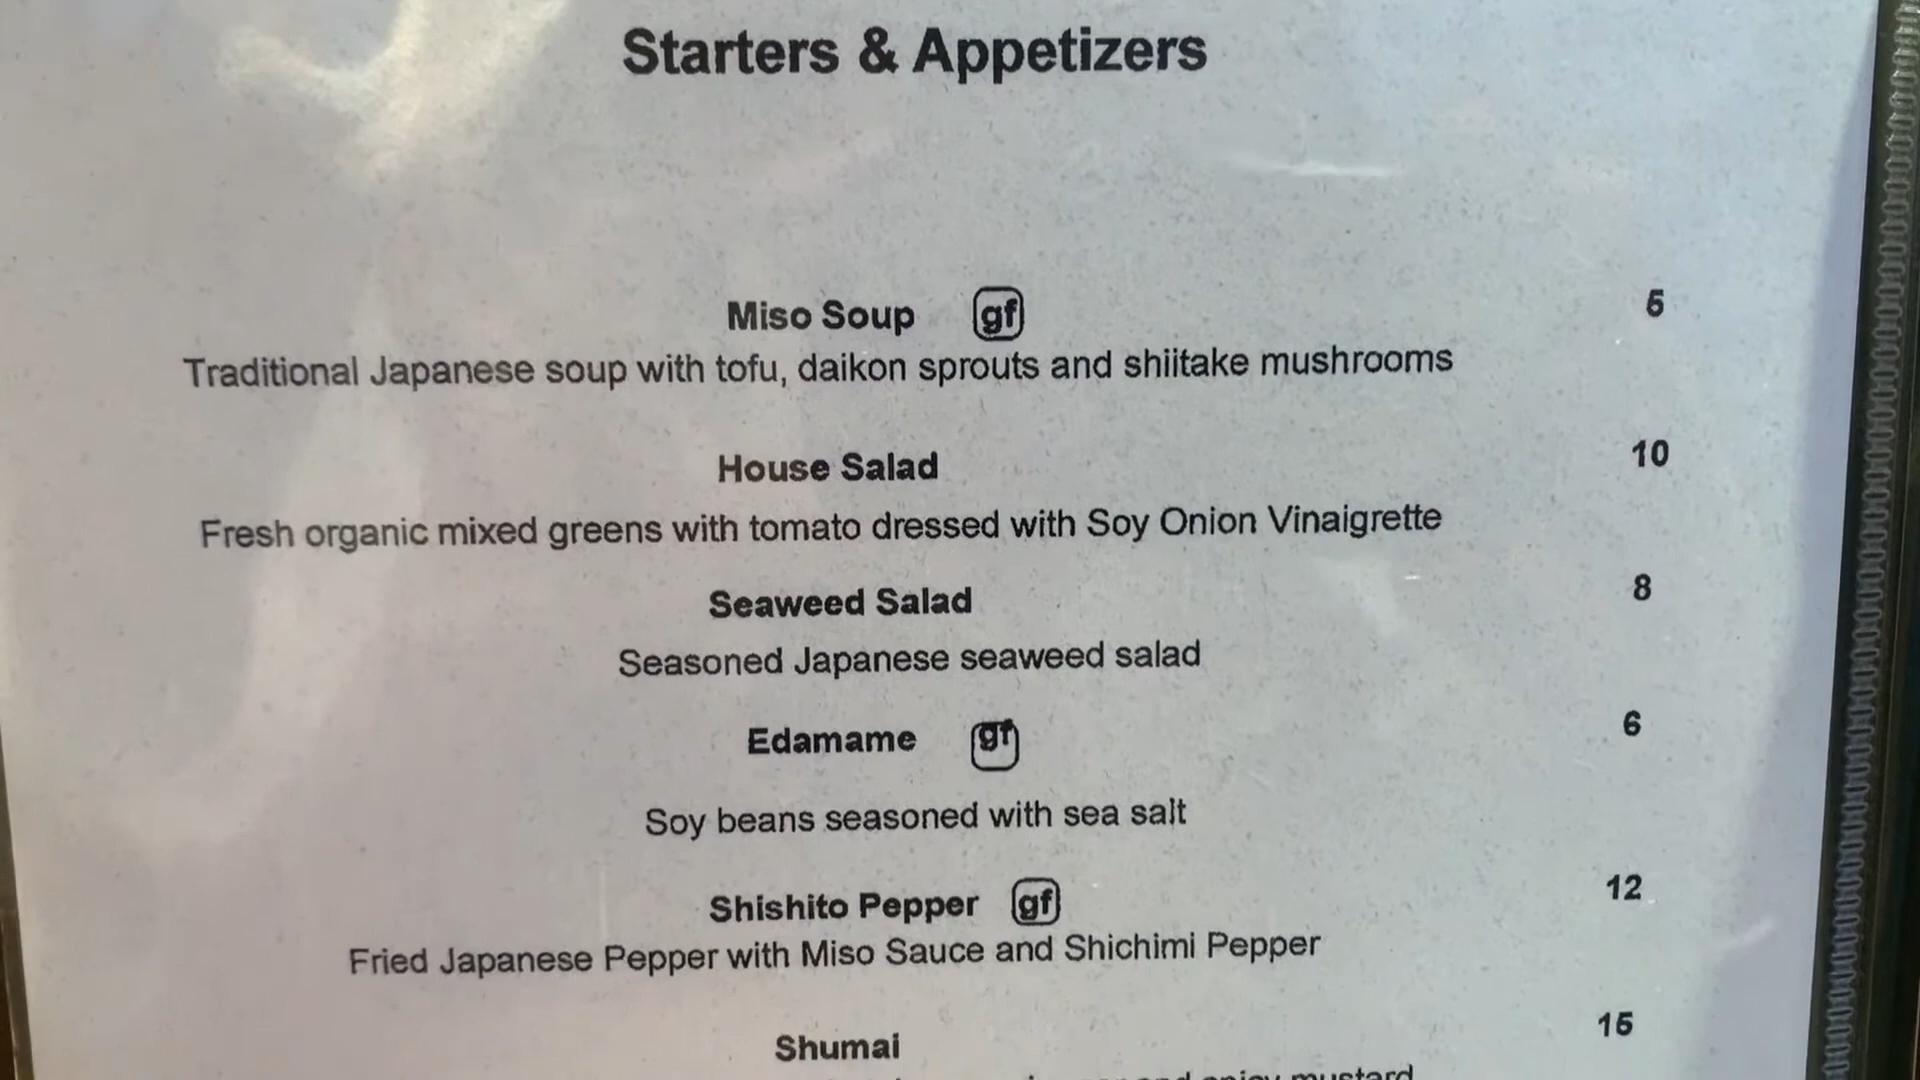 Starters & Appetizers
Miso Soup gf 5
Traditional Japanese soup with tofu, daikon sprouts and shiitake mushrooms
House Salad 10
Fresh organic mixed greens with tomato dressed with Soy Onion Vinaigrette
Seaweed Salad 8
Seasoned Japanese seaweed salad
Edamame gf 6
Soy beans seasoned with sea salt
Shishito Pepper gf 12
Fried Japanese Pepper with Miso Sauce and Shichimi Pepper
Shumai 15
mustard